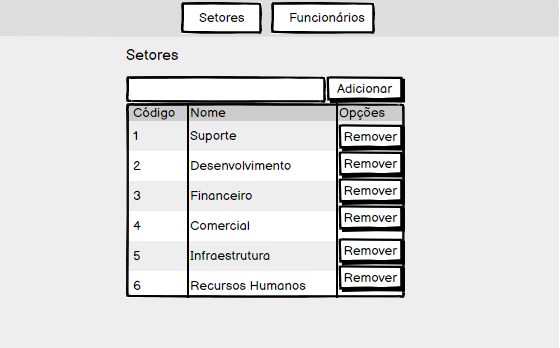 Setores Funcionários
Setores
Adicionar
Código Nome Opções
1 Suporte Remover
2 Desenvolvimento Remover
3 Financeiro Remover
4 Comercial Remover
5 Infraestrutura Remover
6 Recursos Humanos Remover